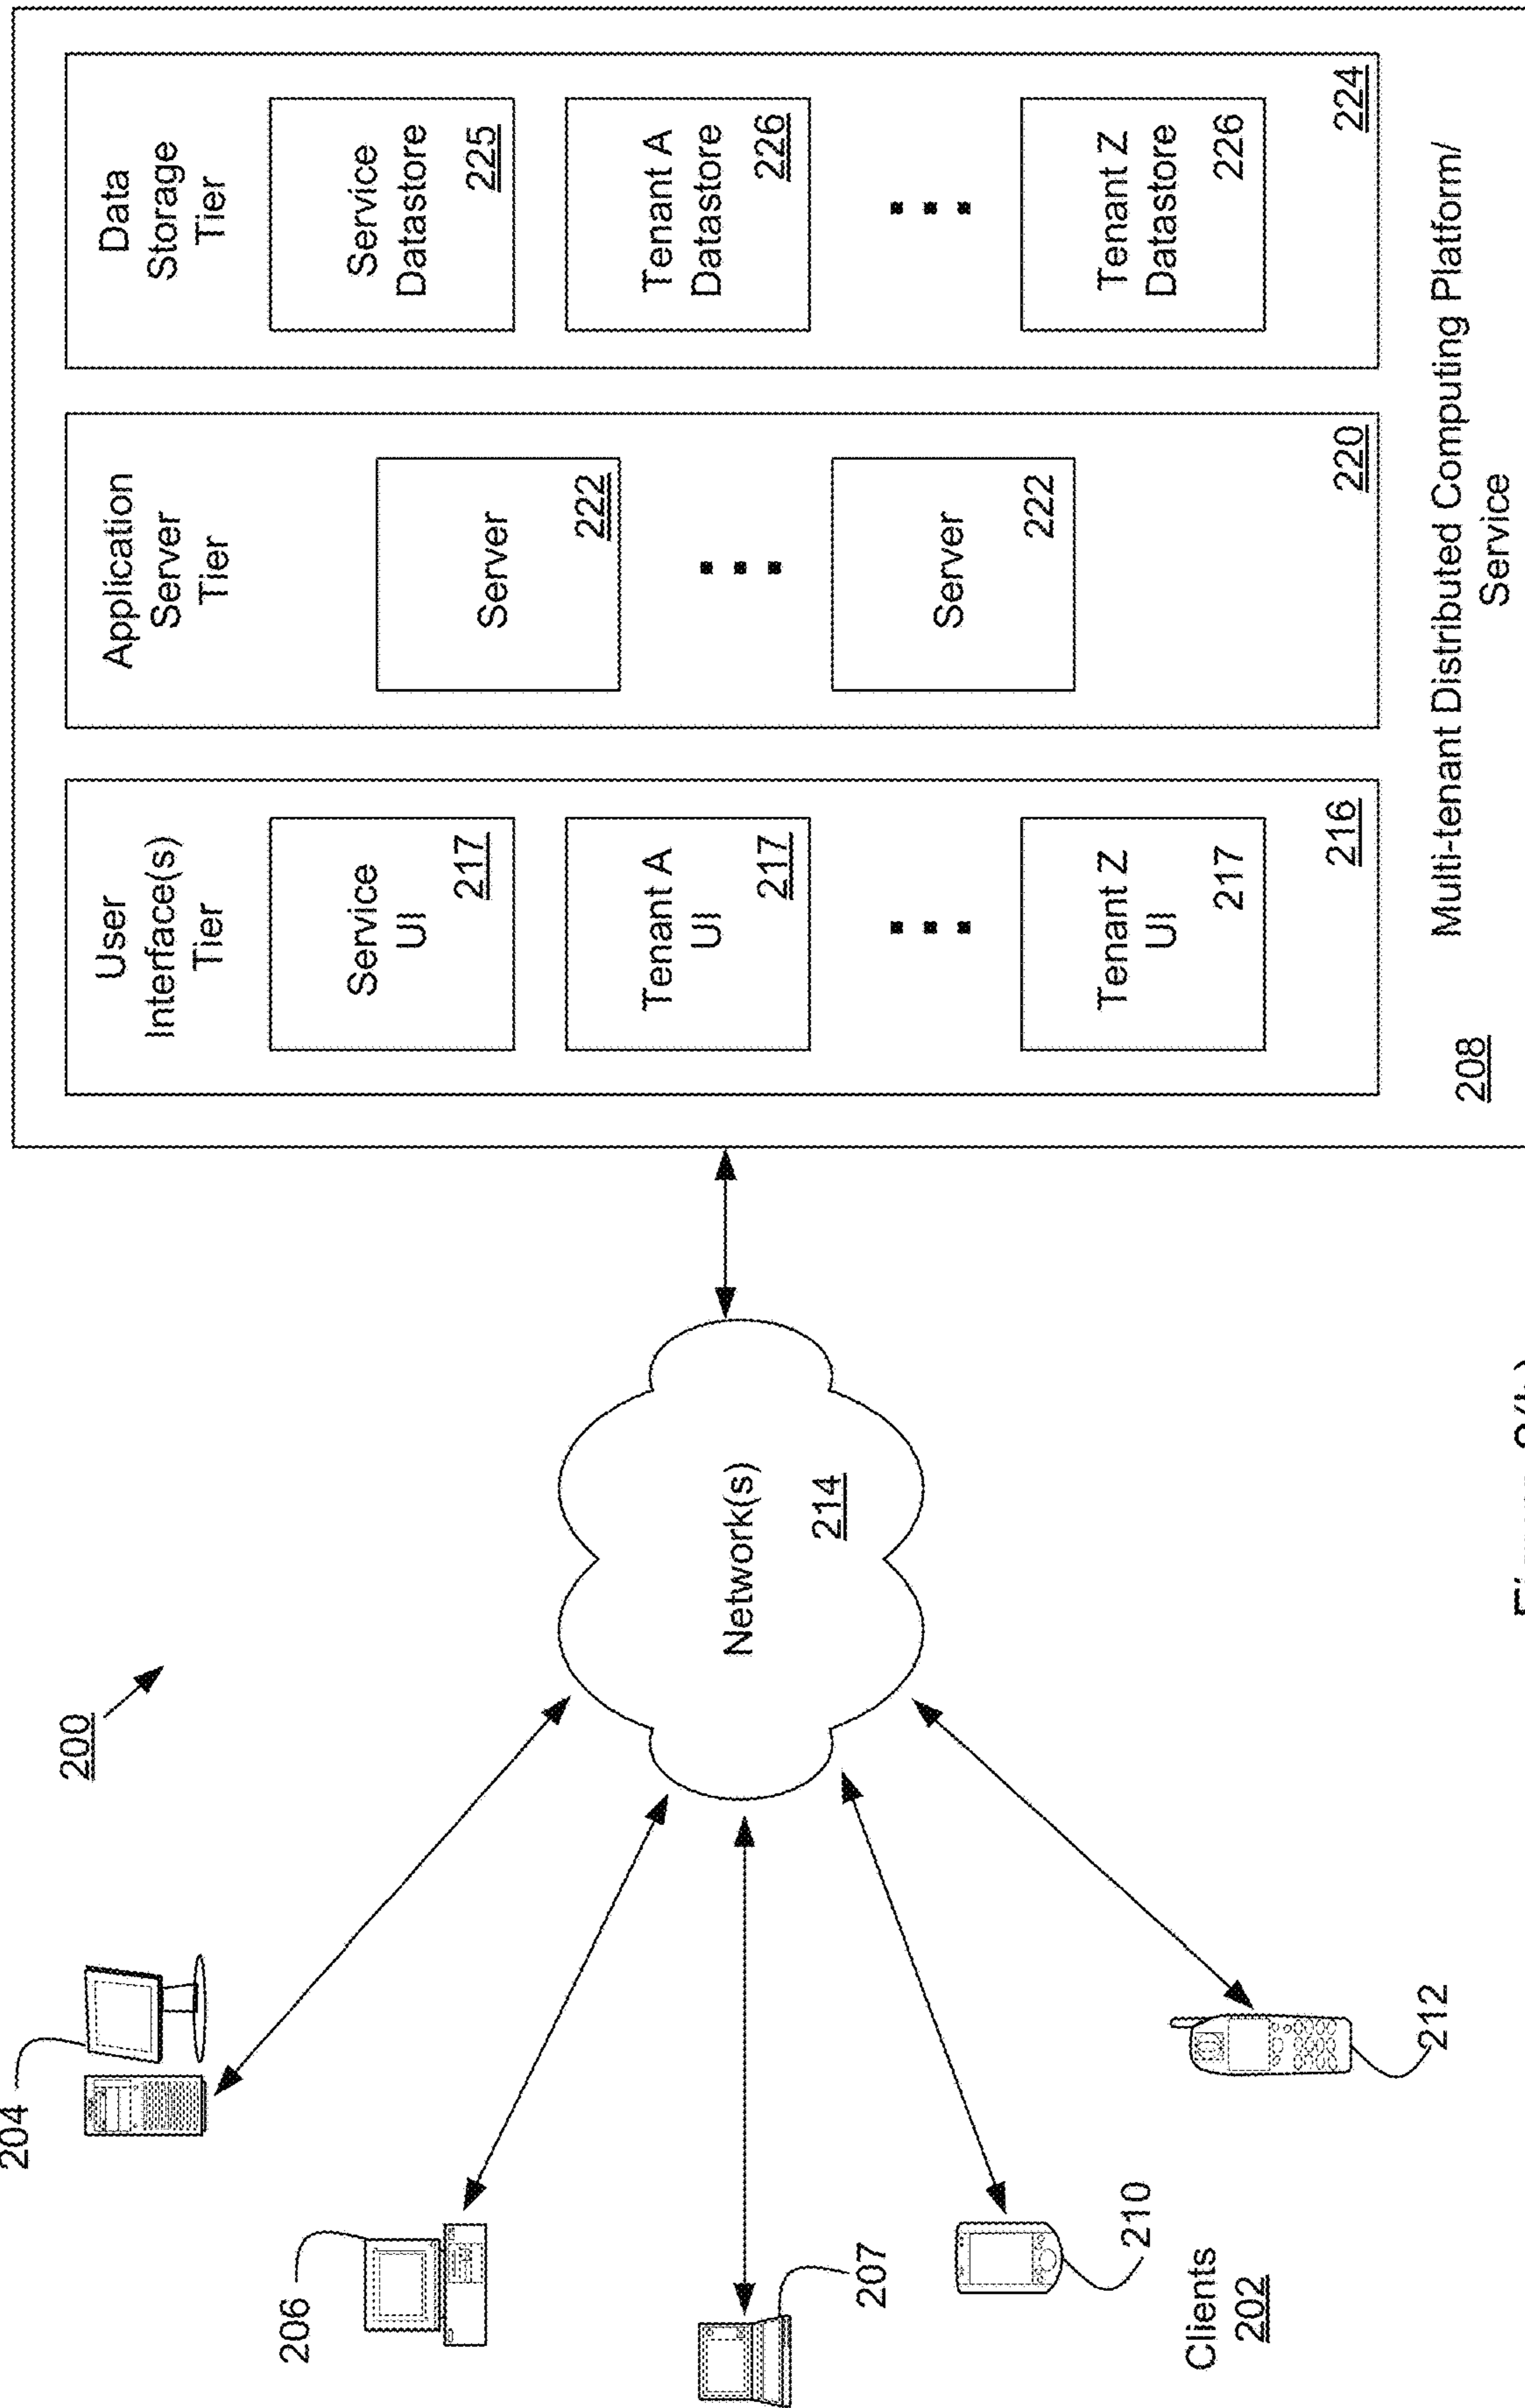 200
204
206
207
210
212
Clients
202
Network(s)
214
User
Interface(s)
Tier
Service
UI
217
Tenant A
UI
217
Tenant Z
UI
217
216
Application
Server
Tier
Server
222
Server
222
220
Data
Storage
Tier
Service
Datastore
225
Tenant A
Datastore
226
Tenant Z
Datastore
226
224
208
Multi-tenant Distributed Computing Platform/
Service